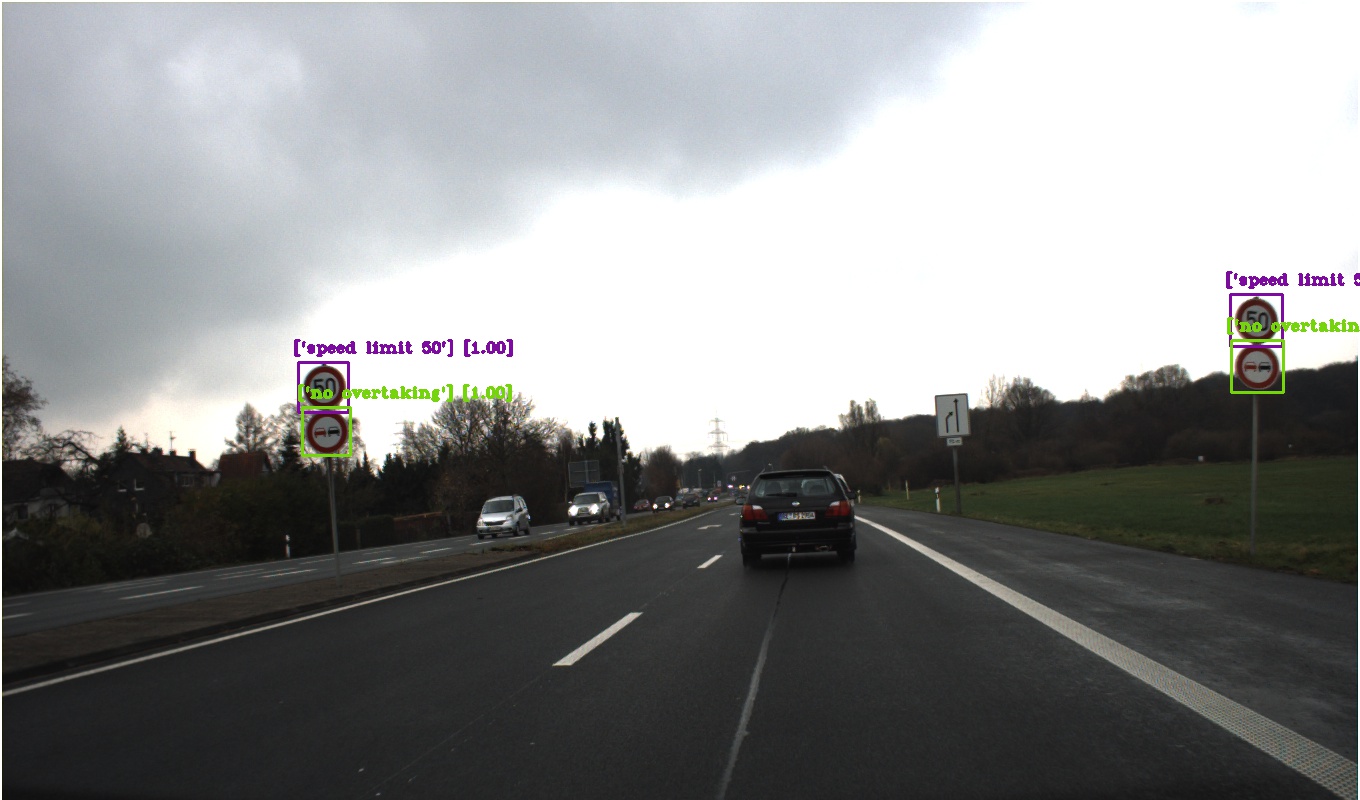 ['speed limit 5
50
['no overtakin
['speed limit 50'] [1.00]
50
['no overtaking'] [1.00]